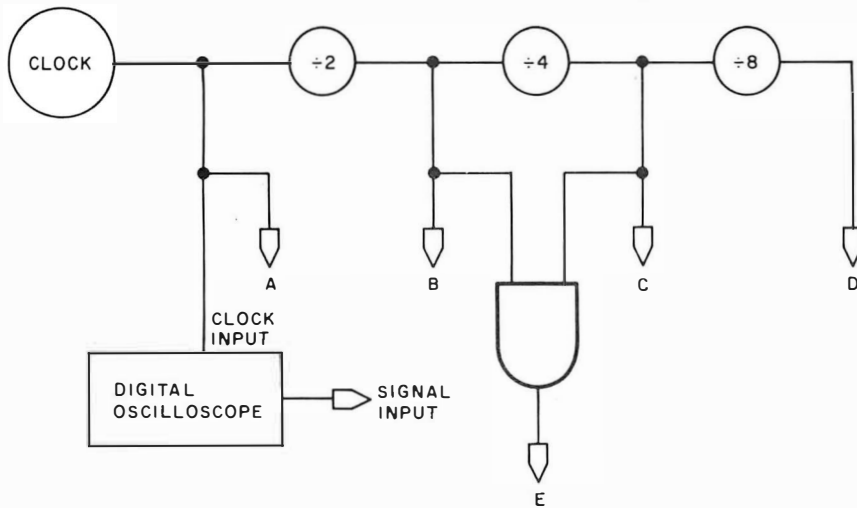 CLOCK
÷2
÷4
÷8
A
B
C
D
CLOCK
INPUT
DIGITAL
OSCILLOSCOPE
SIGNAL
INPUT
E